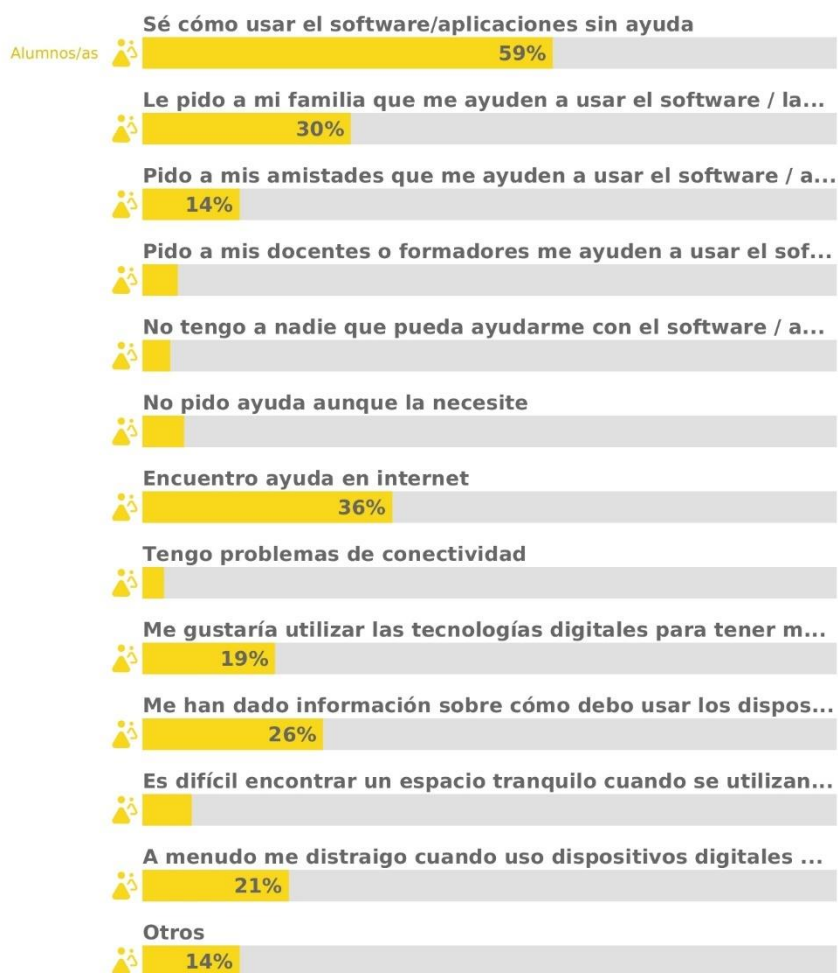 Sé cómo usar el software/aplicaciones sin ayuda
Alumnos/as
59%
Le pido a mi familia que me ayuden a usar el software / la...
30%
Pido a mis amistades que me ayuden a usar el software / a...
14%
Pido a mis docentes o formadores me ayuden a usar el sof...
No tengo a nadie que pueda ayudarme con el software / a...
No pido ayuda aunque la necesite
Encuentro ayuda en internet
36%
Tengo problemas de conectividad
Me gustaría utilizar las tecnologías digitales para tener m...
19%
Me han dado información sobre cómo debo usar los dispos...
26%
Es difícil encontrar un espacio tranquilo cuando se utilizan...
A menudo me distraigo cuando uso dispositivos digitales ...
21%
Otros
14%